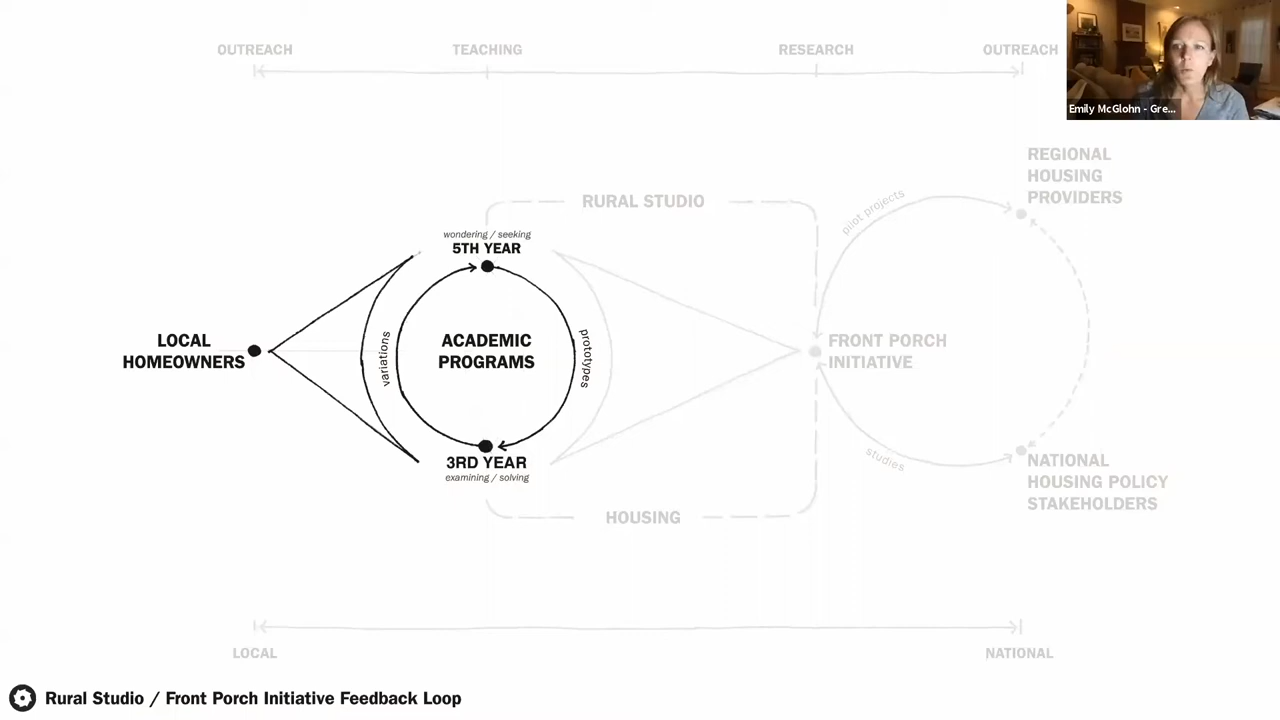 OUTREACH
TEACHING
RESEARCH
OUTREACH
Emily McGlohn - Gre...
REGIONAL
HOUSING
PROVIDERS
RURAL STUDIO
pilot projects
wondering / seeking
5TH YEAR
LOCAL
HOMEOWNERS
variations
ACADEMIC
PROGRAMS
prototypes
FRONT PORCH
INITIATIVE
3RD YEAR
examining / solving
studies
NATIONAL
HOUSING POLICY
STAKEHOLDERS
HOUSING
LOCAL
NATIONAL
Rural Studio / Front Porch Initiative Feedback Loop